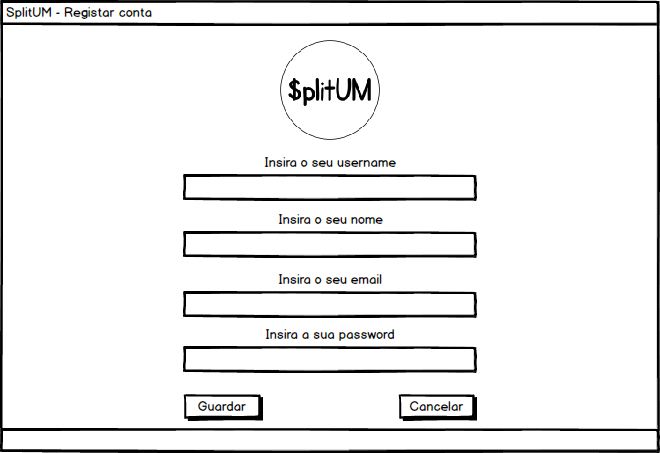 SplitUM - Registar conta
$plitUM
Insira o seu username
Insira o seu nome
Insira o seu email
Insira a sua password
Guardar
Cancelar